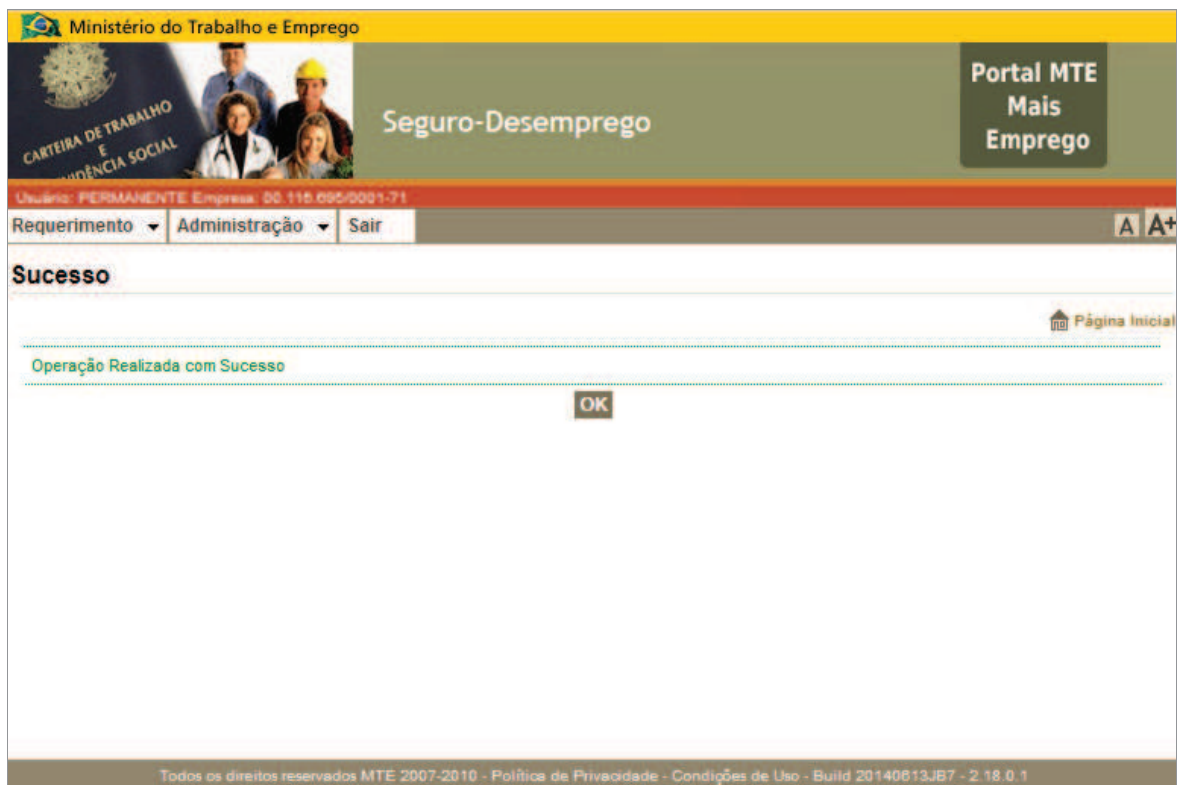 Ministério do Trabalho e Emprego
CARTEIRA DE TRABALHO
E
PREVIDÊNCIA SOCIAL
Seguro-Desemprego
Portal MTE
Mais
Emprego
Usuário: PERMANENTE Empresa: 00.116.695/0001-71
Requerimento Administração Sair A A+
Sucesso
Página Inicial
Operação Realizada com Sucesso
OK
Todos os direitos reservados MTE 2007-2010 - Política de Privacidade - Condições de Uso - Build 20140613JB7 - 2.18.0.1